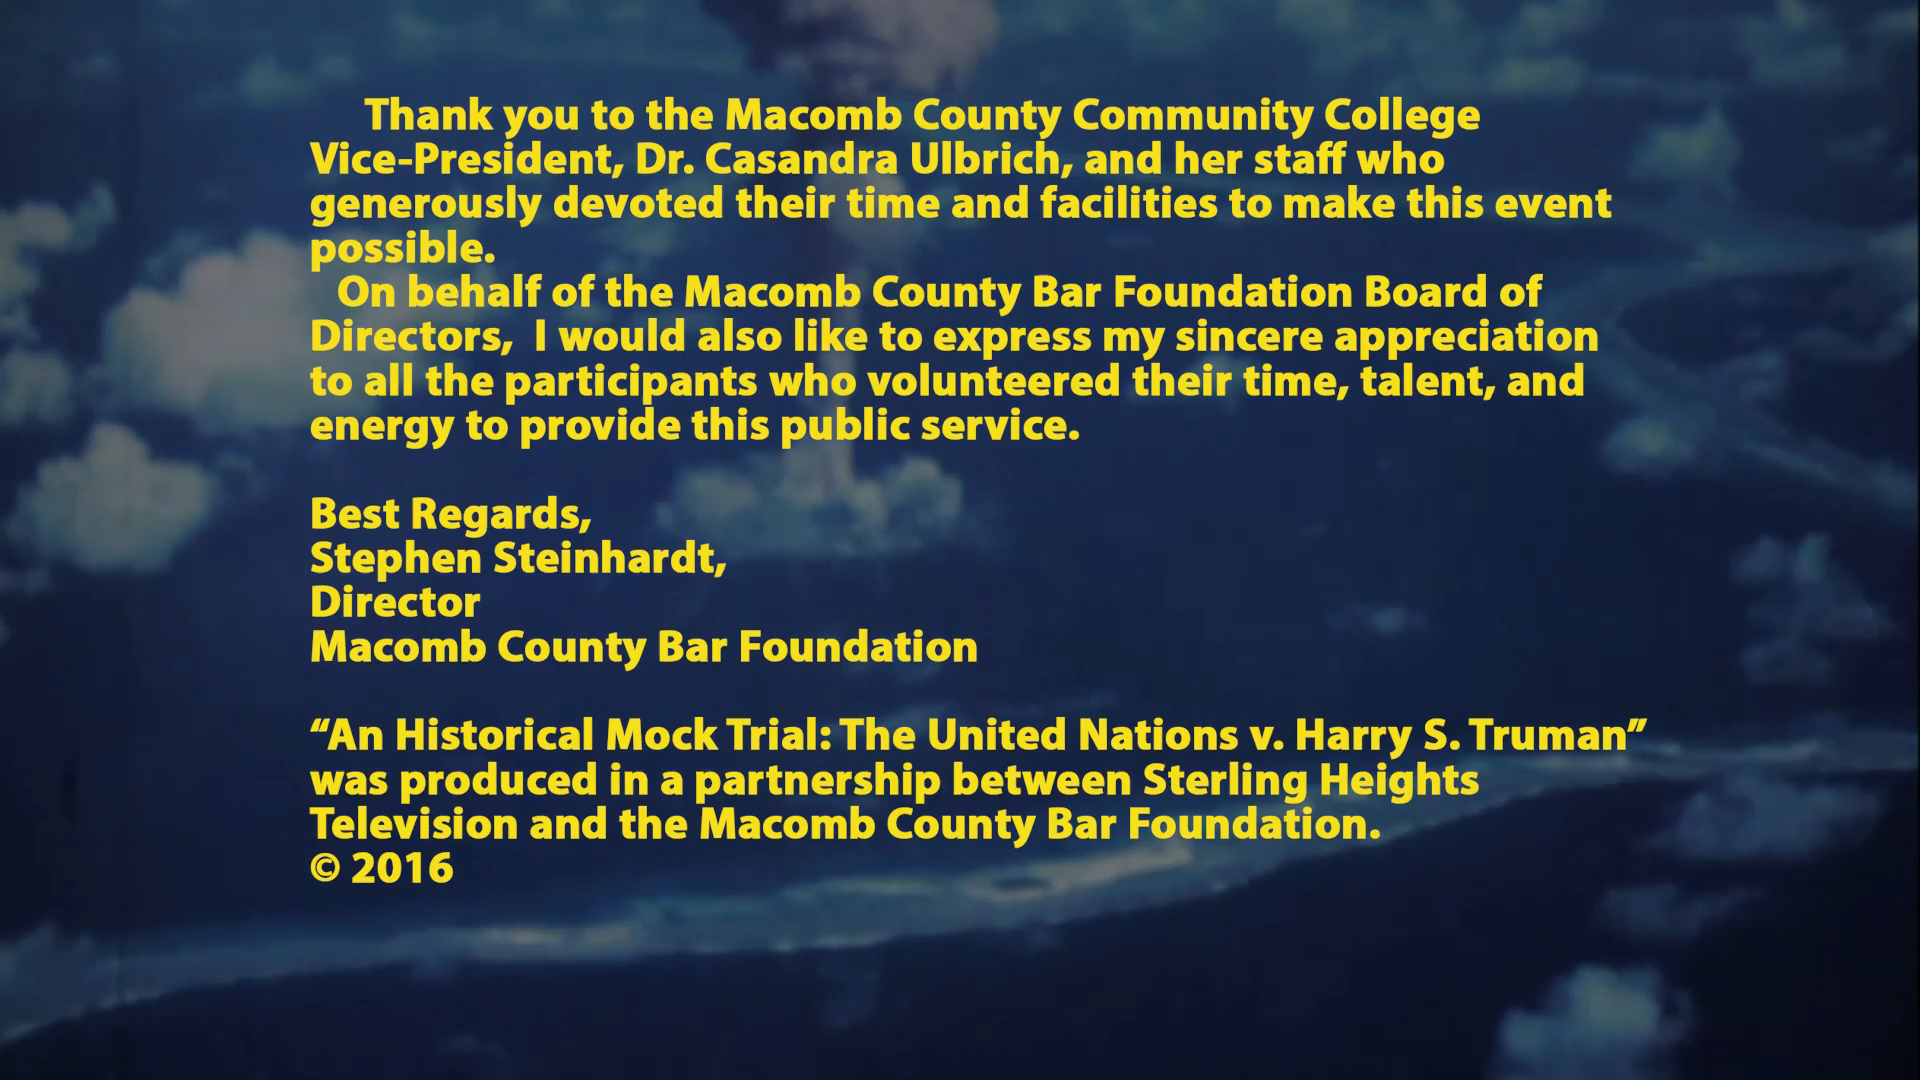 Thank you to the Macomb County Community College
Vice-President, Dr. Casandra Ulbrich, and her staff who
generously devoted their time and facilities to make this event
possible.
On behalf of the Macomb County Bar Foundation Board of
Directors,  I would also like to express my sincere appreciation
to all the participants who volunteered their time, talent, and
energy to provide this public service.
Best Regards,
Stephen Steinhardt,
Director
Macomb County Bar Foundation
“An Historical Mock Trial: The United Nations v. Harry S. Truman”
was produced in a partnership between Sterling Heights
Television and the Macomb County Bar Foundation.
© 2016